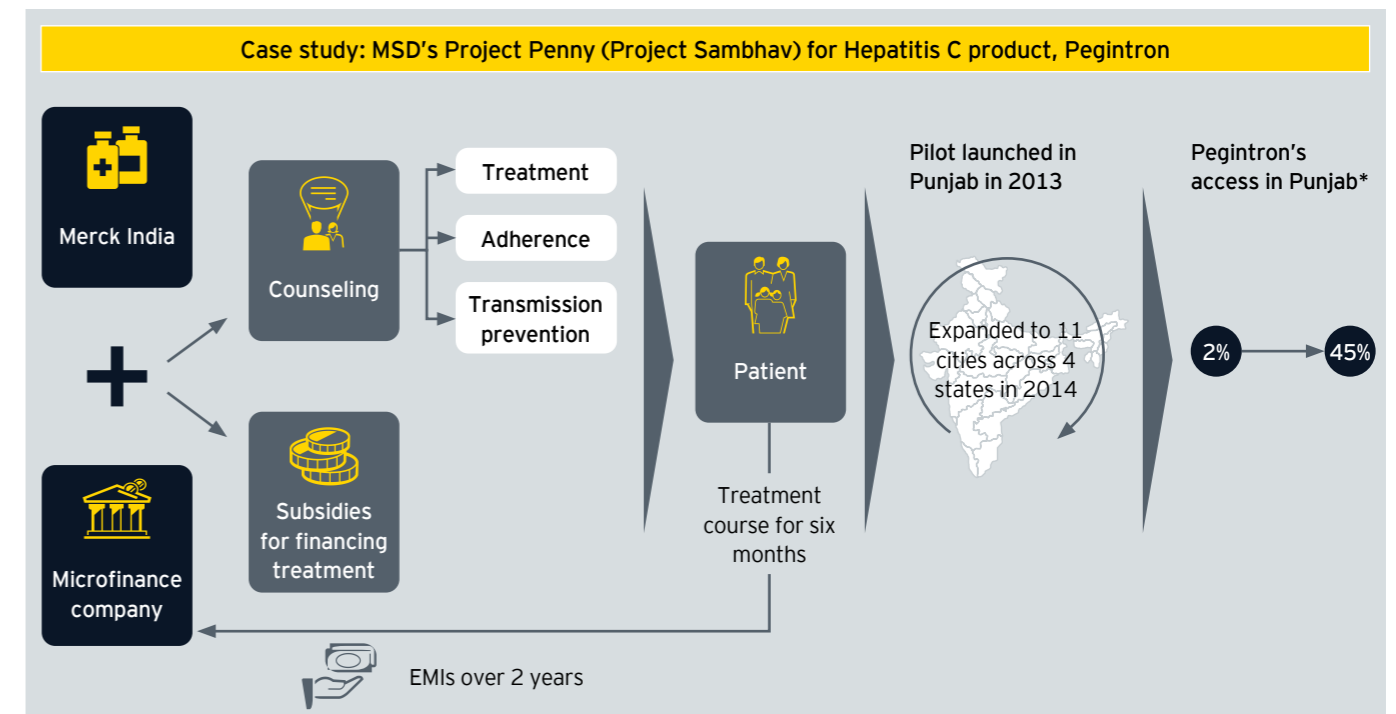 Case study: MSD's Project Penny (Project Sambhav) for Hepatitis C product, Pegintron
Merck India
Microfinance
company
Counseling
Treatment
Adherence
Transmission
prevention
Subsidies
for financing
treatment
Patient
Treatment
course for six
months
EMIs over 2 years
Pilot launched in
Punjab in 2013
Expanded to 11
cities across 4
states in 2014
Pegintron's
access in Punjab*
2%
45%